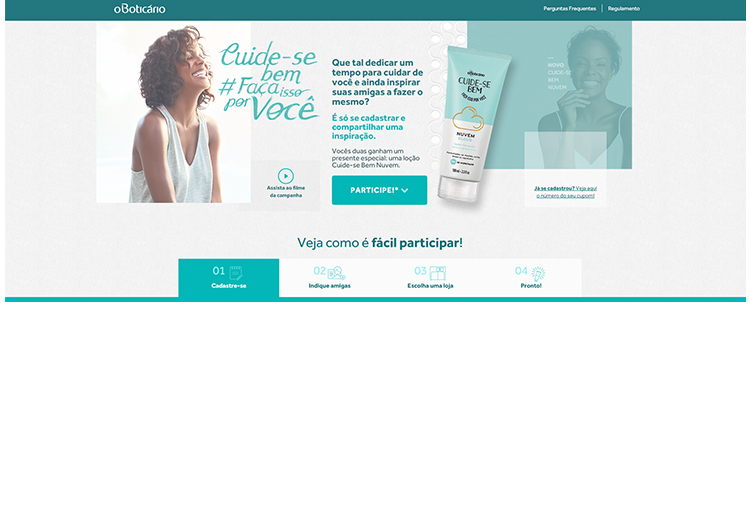 oBoticário
Perguntas Frequentes
Regulamento
Cuide-se
bem
#Faça isso
por Você
Que tal dedicar um
tempo para cuidar de
você e ainda inspirar
suas amigas a fazer o
mesmo?
É só se cadastrar e
compartilhar uma
inspiração.
Vocês duas ganham um
presente especial: uma loção
Cuide-se Bem Nuvem.
PARTICIPE!*
Assista ao filme
da campanha
oBoticário
CUIDE-SE
BEM
NUVEM
NOVO
CUIDE-SE
BEM
NUVEM
Já se cadastrou? Veja aqui
o número do seu cupom!
Veja como é fácil participar!
01
Cadastre-se
02
Indique amigas
03
Escolha uma loja
04
Pronto!